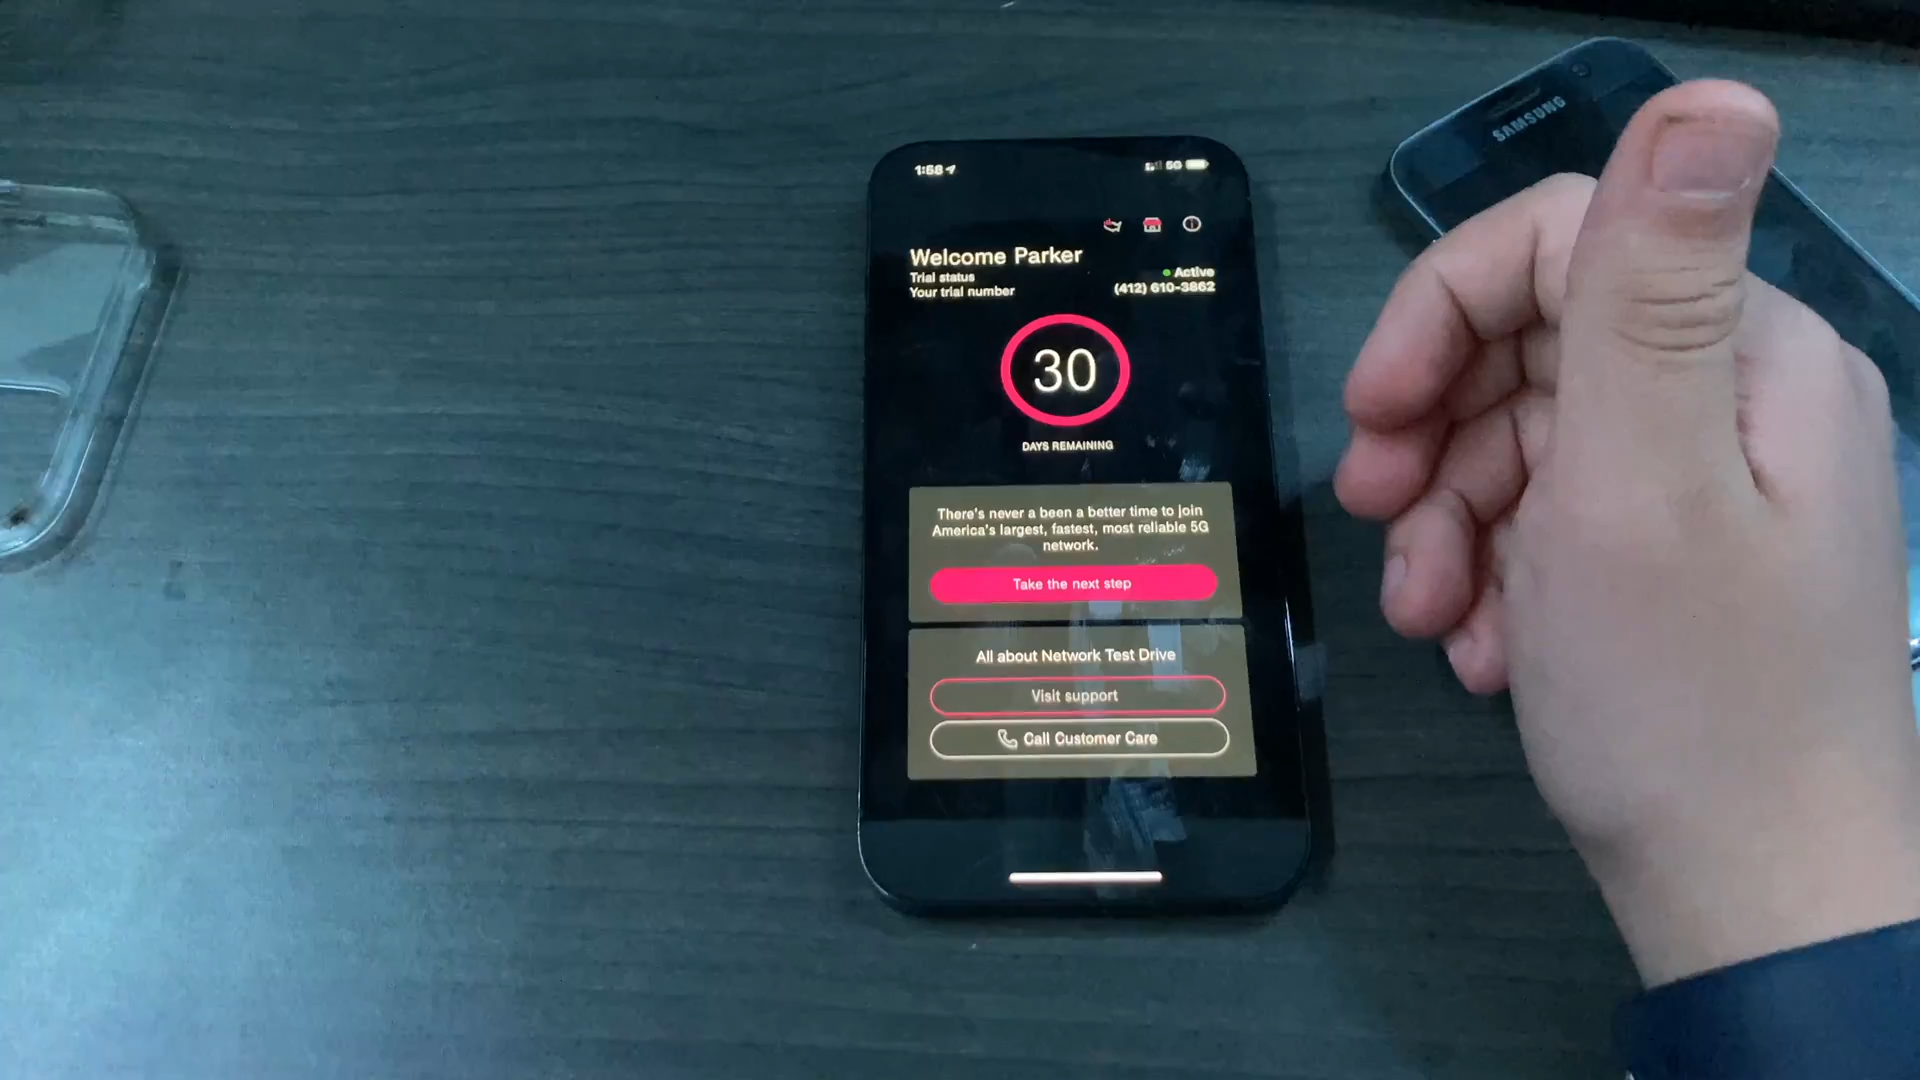 SAMSUNG
1:58
5G
Welcome Parker
Trial status
Active
Your trial number
(412) 610-3862
30
DAYS REMAINING
There's never a been a better time to join
America's largest, fastest, most reliable 5G
network.
Take the next step
All about Network Test Drive
Visit support
Call Customer Care